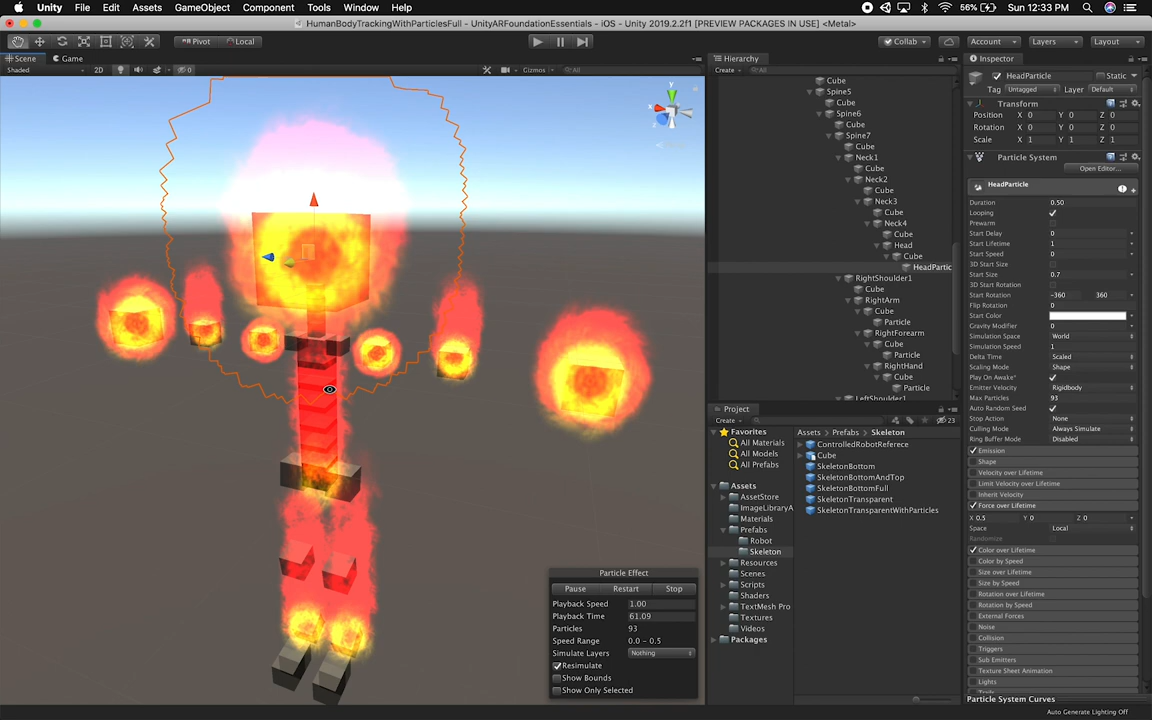 Unity File Edit Assets GameObject Component Window Help
56% Sun 12:33 PM
HumanBodyTrackingWithParticlesFull - UnityARFoundationEssentials - iOS - Unity 2019.2.2f1 [PREVIEW PACKAGES IN USE] <Metal>
Pivot Local
Collab Account Layers Layout
Scene Game
Shaded 2D 0 Gizmos All
Hierarchy
Create All
Cube
Spine5
Cube
Spine6
Cube
Spine7
Cube
Neck1
Cube
Neck2
Cube
Neck3
Cube
Neck4
Cube
Head
Cube
HeadPartic
RightShoulder1
Cube
RightArm
Cube
Particle
RightForearm
Cube
Particle
RightHand
Cube
Particle
LeftShoulder1
Inspector
HeadParticle Static
Tag Untagged Layer Default
Transform
Position X 0 Y 0 Z 0
Rotation X 0 Y 0 Z 0
Scale X 1 Y 1 Z 1
Particle System
Open Editor...
HeadParticle
Duration 0.50
Looping
Prewarm
Start Delay 0
Start Lifetime 1
Start Speed 0
3D Start Size
Start Size 0.7
3D Start Rotation
Start Rotation -360 360
Flip Rotation 0
Start Color
Gravity Modifier 0
Simulation Space World
Simulation Speed 1
Delta Time Scaled
Scaling Mode Shape
Play On Awake*
Emitter Velocity Rigidbody
Max Particles 93
Auto Random Seed
Stop Action None
Culling Mode Always Simulate
Ring Buffer Mode Disabled
Emission
Shape
Velocity over Lifetime
Limit Velocity over Lifetime
Inherit Velocity
Force over Lifetime
X 0.5 Y 0 Z 0
Space Local
Randomize
Color over Lifetime
Color by Speed
Size over Lifetime
Size by Speed
Rotation over Lifetime
Rotation by Speed
External Forces
Noise
Collision
Triggers
Sub Emitters
Texture Sheet Animation
Lights
Trails
Particle System Curves
Auto Generate Lighting Off
Project
Create 23
Favorites
All Materials
All Models
All Prefabs
Assets
AssetStore
ImageLibraryA
Materials
Prefabs
Robot
Skeleton
Resources
Scenes
Scripts
Shaders
TextMesh Pro
Textures
Videos
Packages
Assets Prefabs Skeleton
ControlledRobotReferece
Cube
SkeletonBottom
SkeletonBottomAndTop
SkeletonBottomFull
SkeletonTransparent
SkeletonTransparentWithParticles
Particle Effect
Pause Restart Stop
Playback Speed 1.00
Playback Time 61.09
Particles 93
Speed Range 0.0 - 0.5
Simulate Layers Nothing
Resimulate
Show Bounds
Show Only Selected